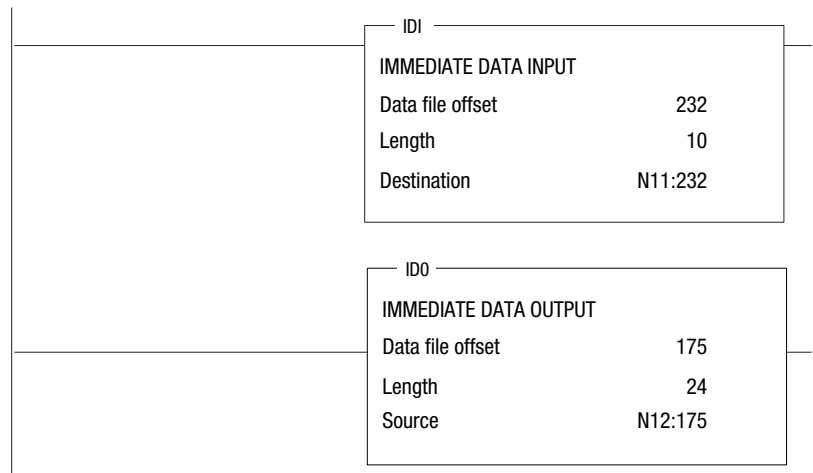 IDI
IMMEDIATE DATA INPUT
Data file offset 232
Length 10
Destination N11:232
ID0
IMMEDIATE DATA OUTPUT
Data file offset 175
Length 24
Source N12:175